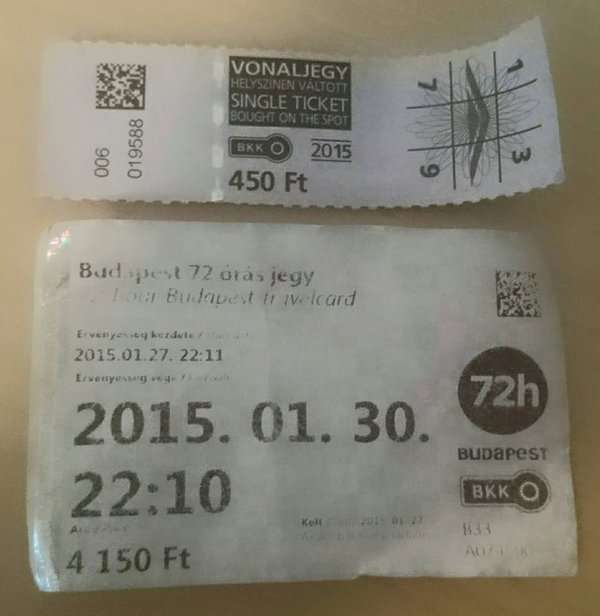 VONALJEGY
HELYSZÍNEN VÁLTOTT
SINGLE TICKET
BOUGHT ON THE SPOT
BKK
2015
450 Ft
006
019588
1
7
3
9
Budapest 72 órás jegy
Budapest travelcard
Érvényesség kezdete
2015.01.27. 22:11
Érvényesség vége
2015. 01. 30.
22:10
4 150 Ft
72h
BUDAPEST
BKK
Kelt
B33